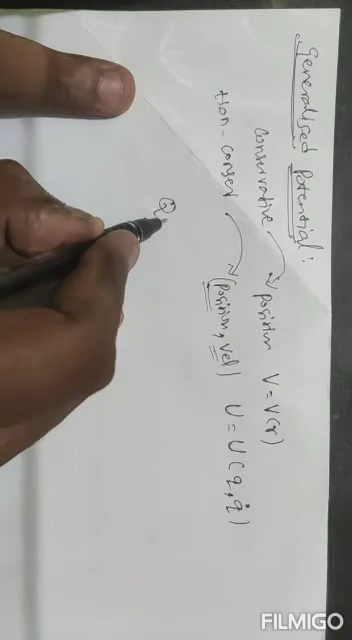 Generalised Potential:
Conservative → position V = V(r)
Non-conser → (position, vel) U = U(q, q̇)
Q
FILMIGO